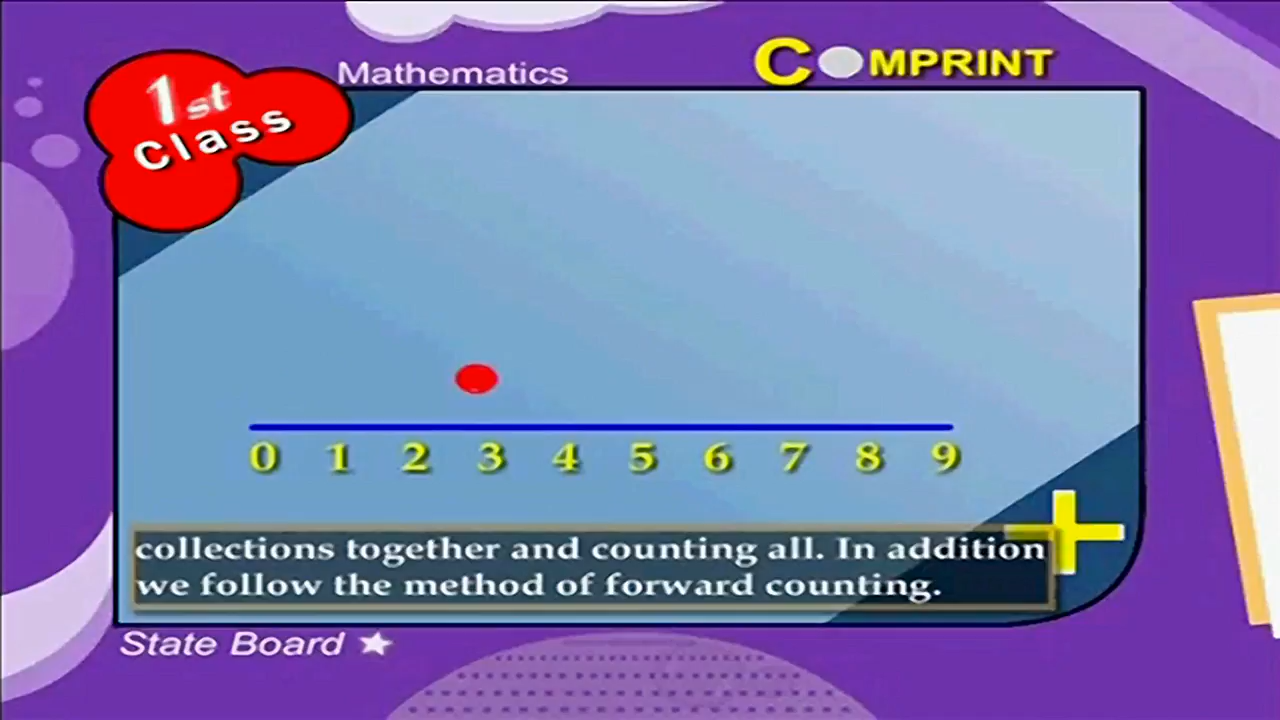 Mathematics
COMPRINT
1st
Class
0 1 2 3 4 5 6 7 8 9
collections together and counting all. In addition
we follow the method of forward counting.
State Board